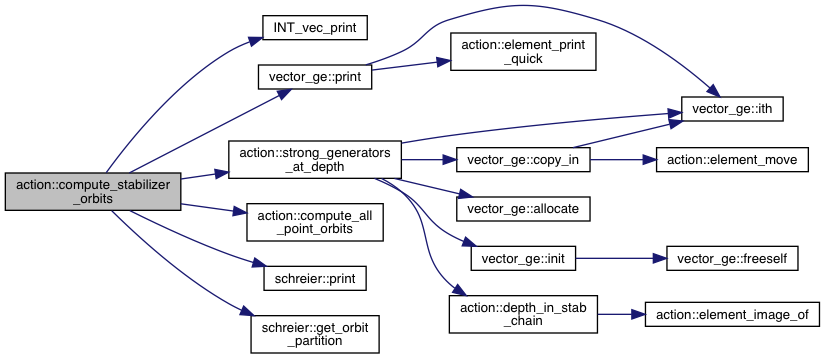 INT_vec_print
action::element_print
_quick
vector_ge::print
vector_ge::ith
action::strong_generators
_at_depth
vector_ge::copy_in
action::element_move
action::compute_stabilizer
_orbits
vector_ge::allocate
action::compute_all
_point_orbits
vector_ge::init
vector_ge::freeself
schreier::print
action::depth_in_stab
_chain
action::element_image_of
schreier::get_orbit
_partition